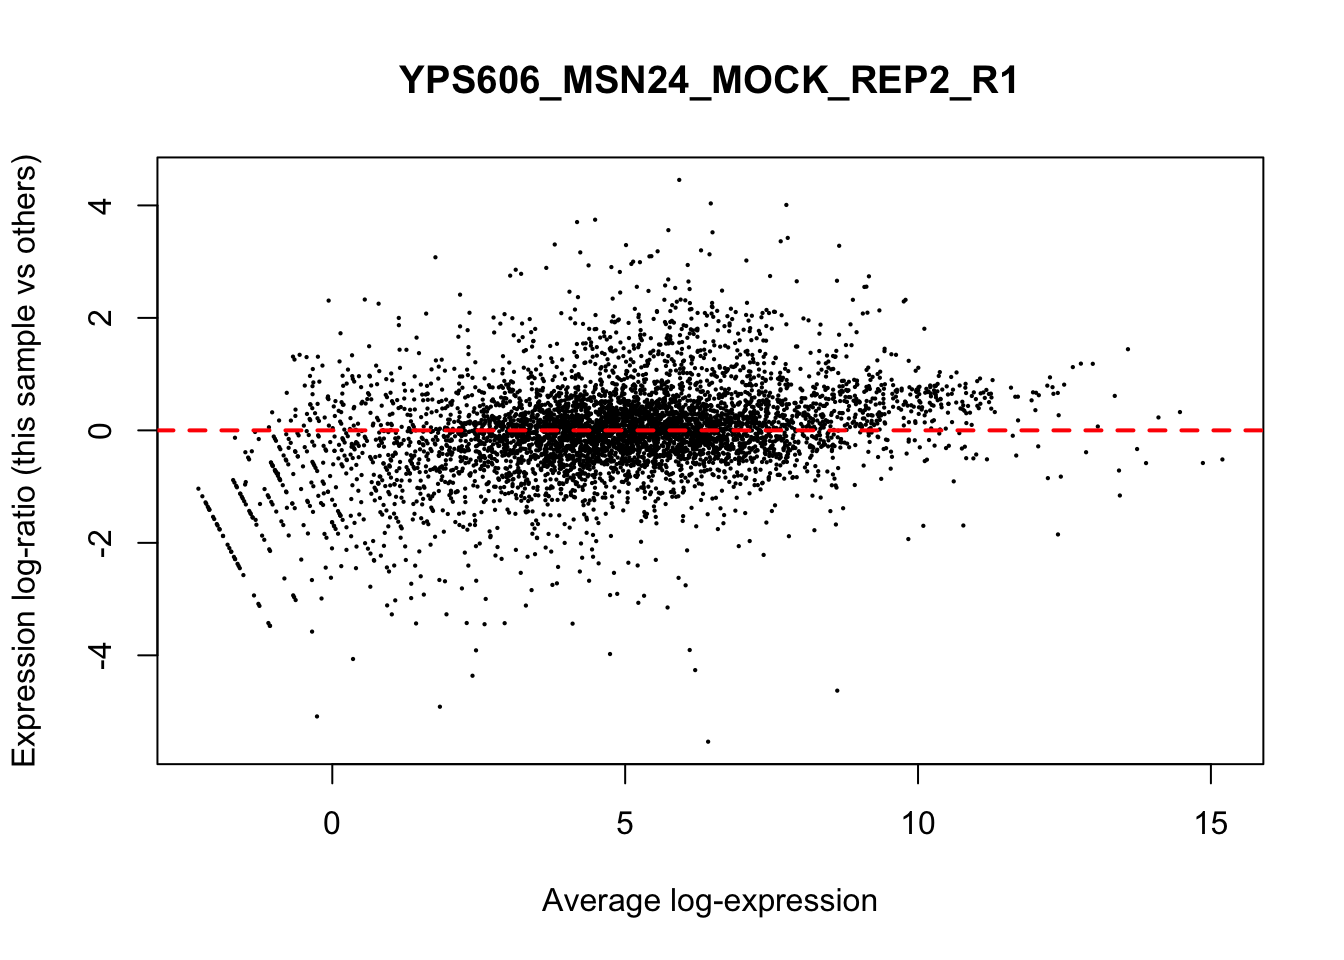 YPS606_MSN24_MOCK_REP2_R1
Expression log-ratio (this sample vs others)
4
2
0
-2
-4
0 5 10 15
Average log-expression